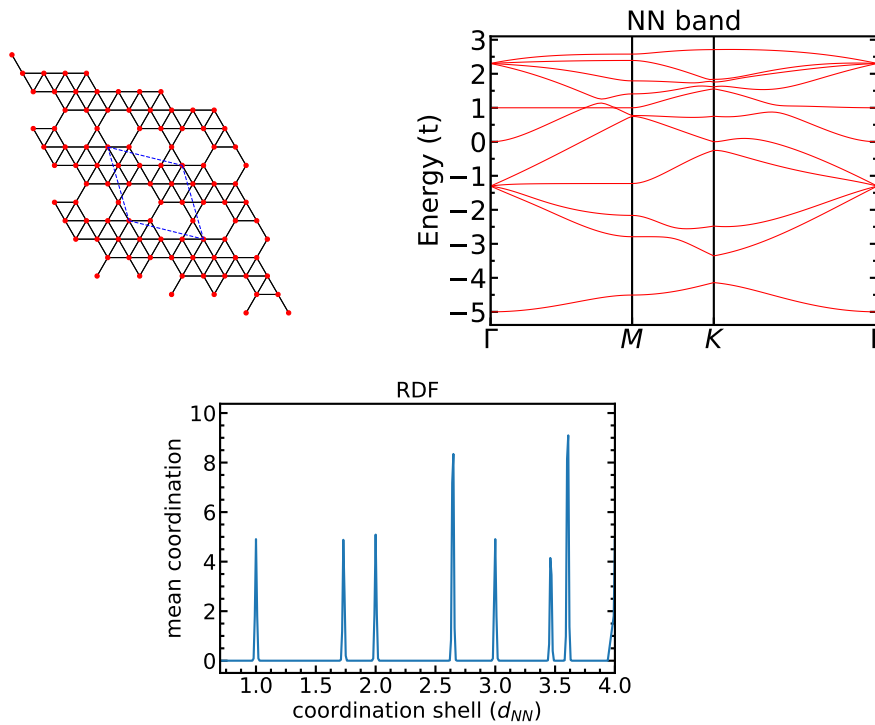 NN band
Energy (t)
3
2
1
0
−1
−2
−3
−4
−5
Γ M K Γ
RDF
mean coordination
10
8
6
4
2
0
1.0 1.5 2.0 2.5 3.0 3.5 4.0
coordination shell (d_NN)